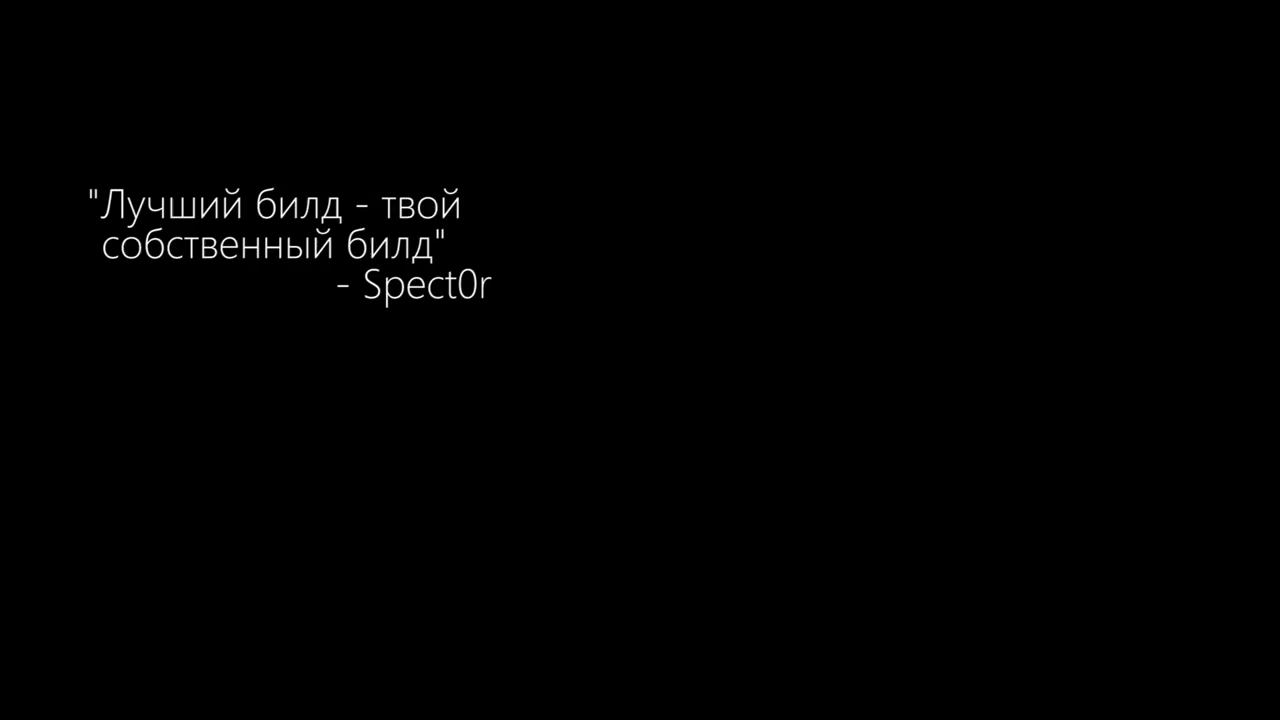 "Лучший билд - твой
собственный билд"
- Spect0r